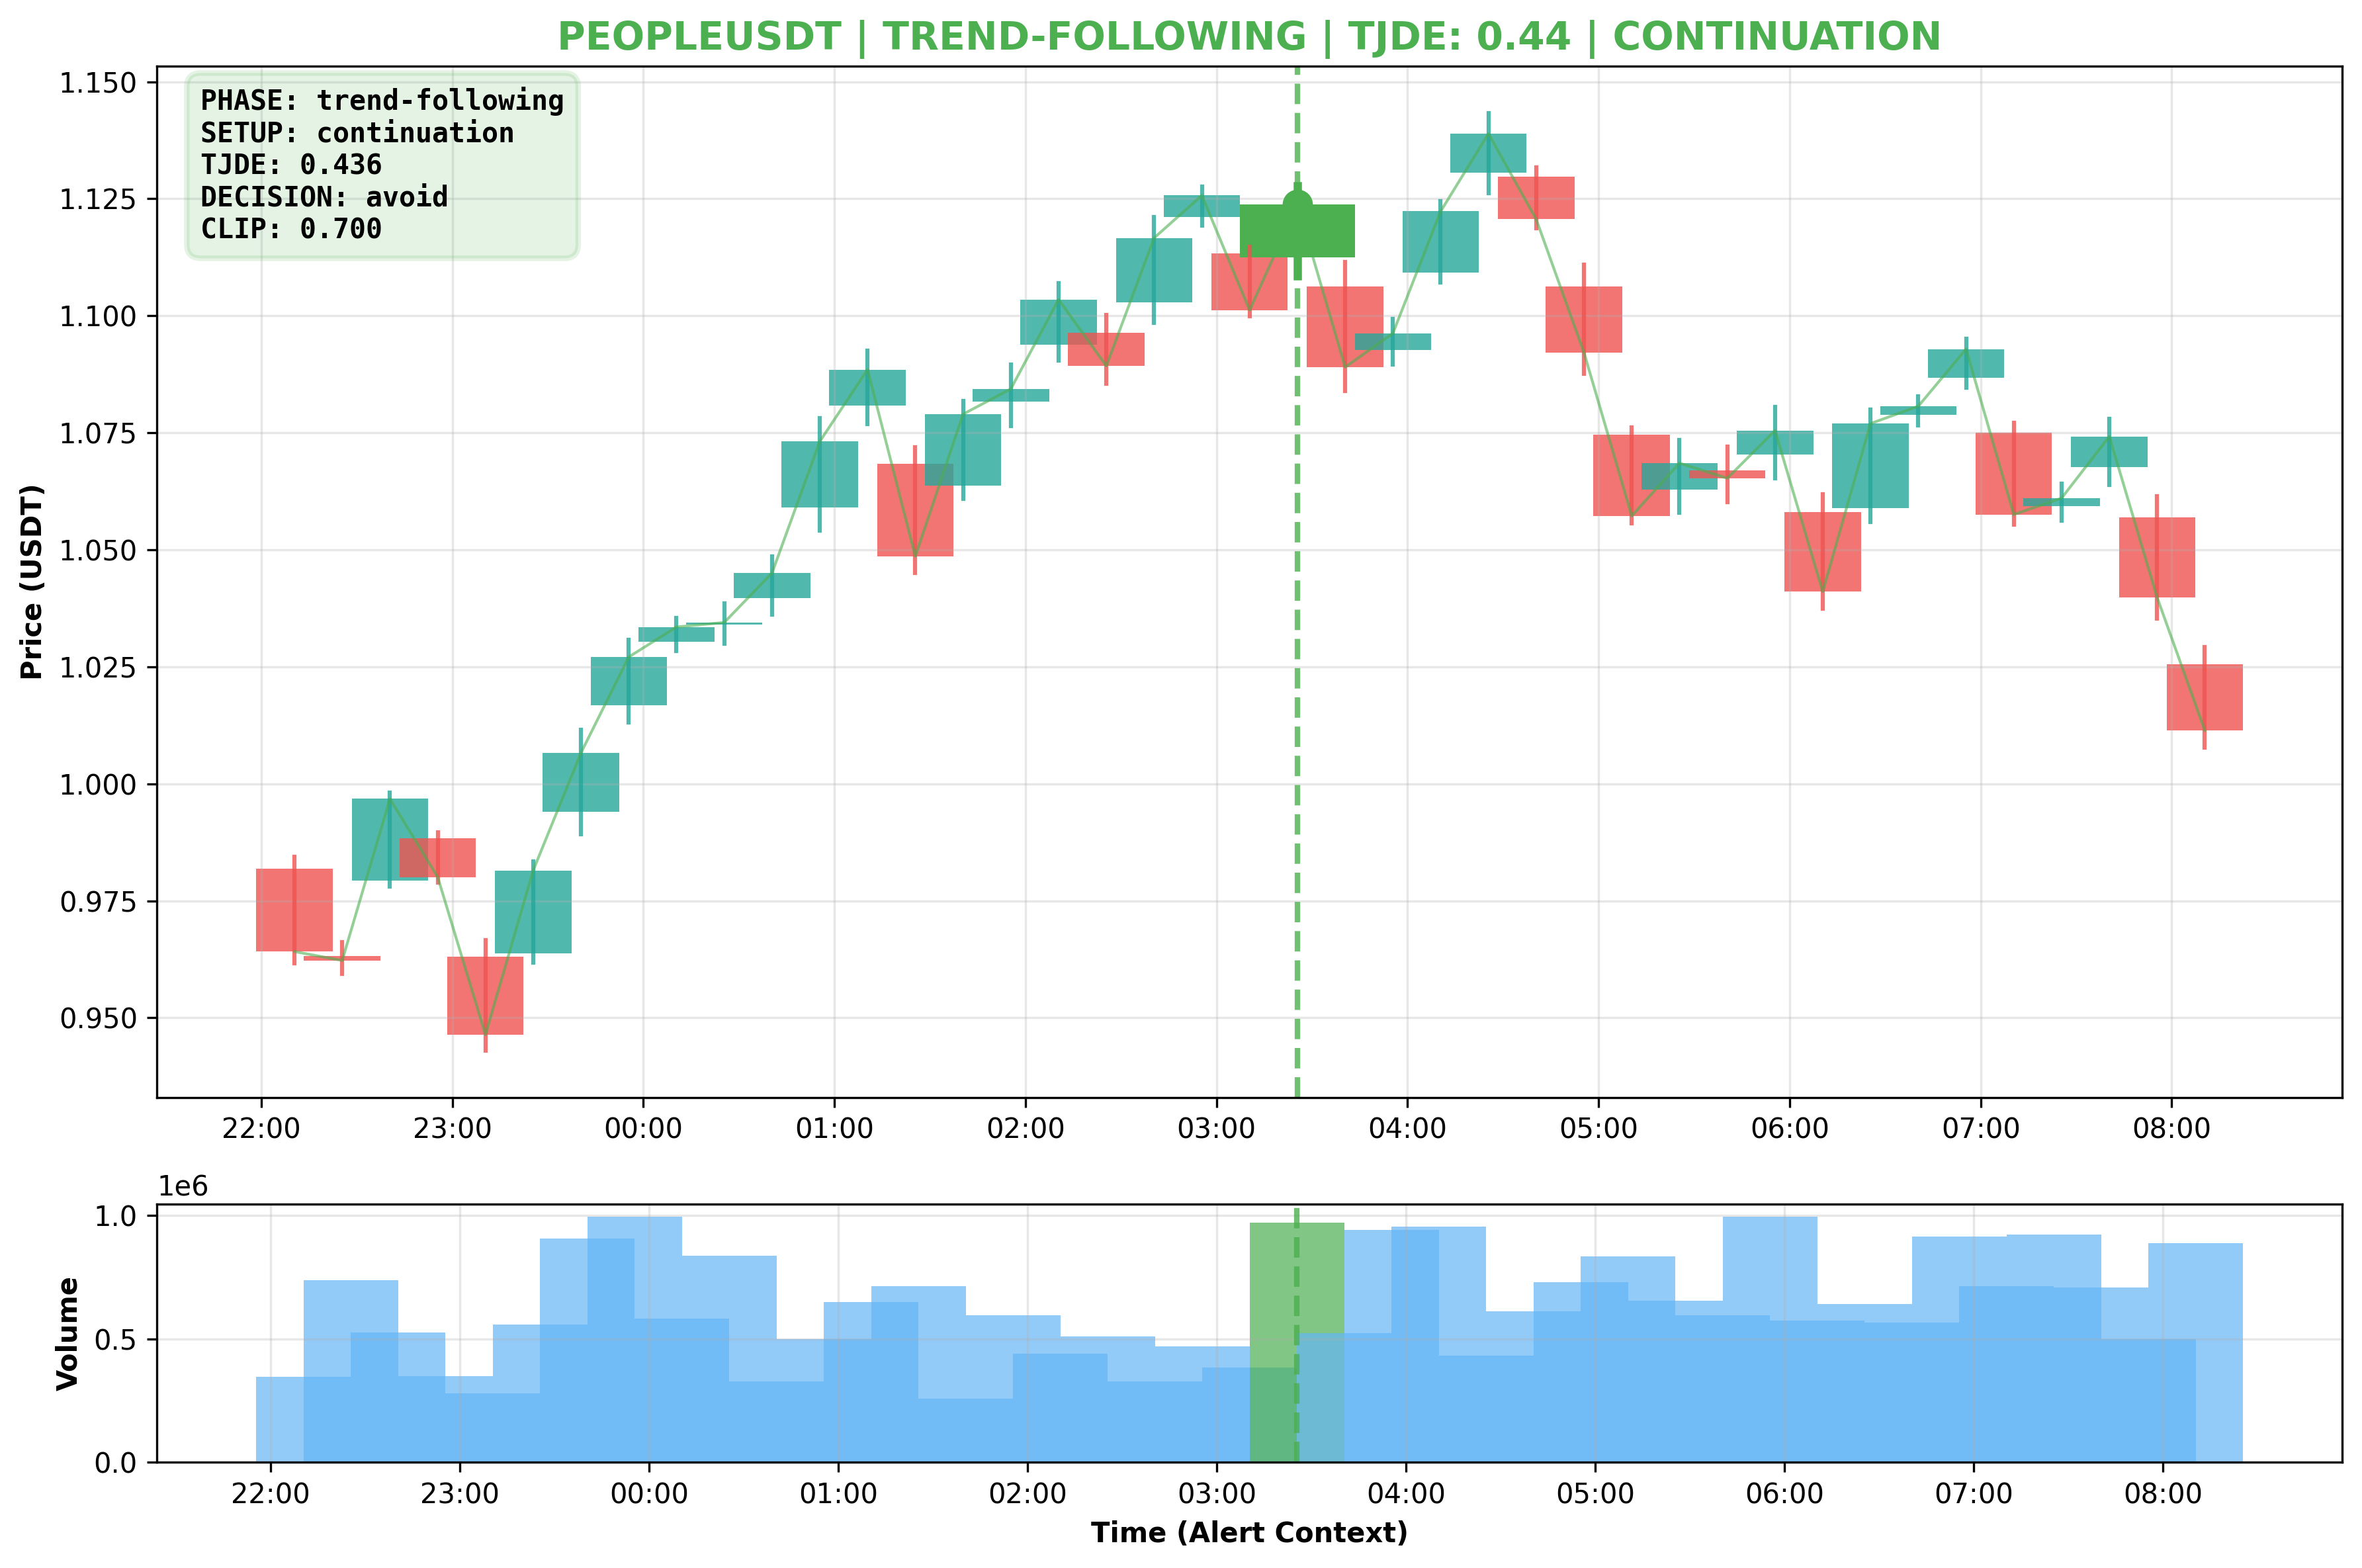 PEOPLEUSDT | TREND-FOLLOWING | TJDE: 0.44 | CONTINUATION
PHASE: trend-following
SETUP: continuation
TJDE: 0.436
DECISION: avoid
CLIP: 0.700
Price (USDT)
1.150
1.125
1.100
1.075
1.050
1.025
1.000
0.975
0.950
22:00 23:00 00:00 01:00 02:00 03:00 04:00 05:00 06:00 07:00 08:00
1e6
Volume
1.0
0.5
0.0
22:00 23:00 00:00 01:00 02:00 03:00 04:00 05:00 06:00 07:00 08:00
Time (Alert Context)